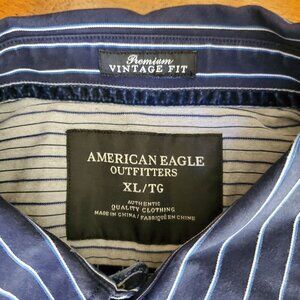 Premium
VINTAGE FIT
AMERICAN EAGLE
OUTFITTERS
XL/TG
AUTHENTIC
QUALITY CLOTHING
MADE IN CHINA / FABRIQUÉ EN CHINE